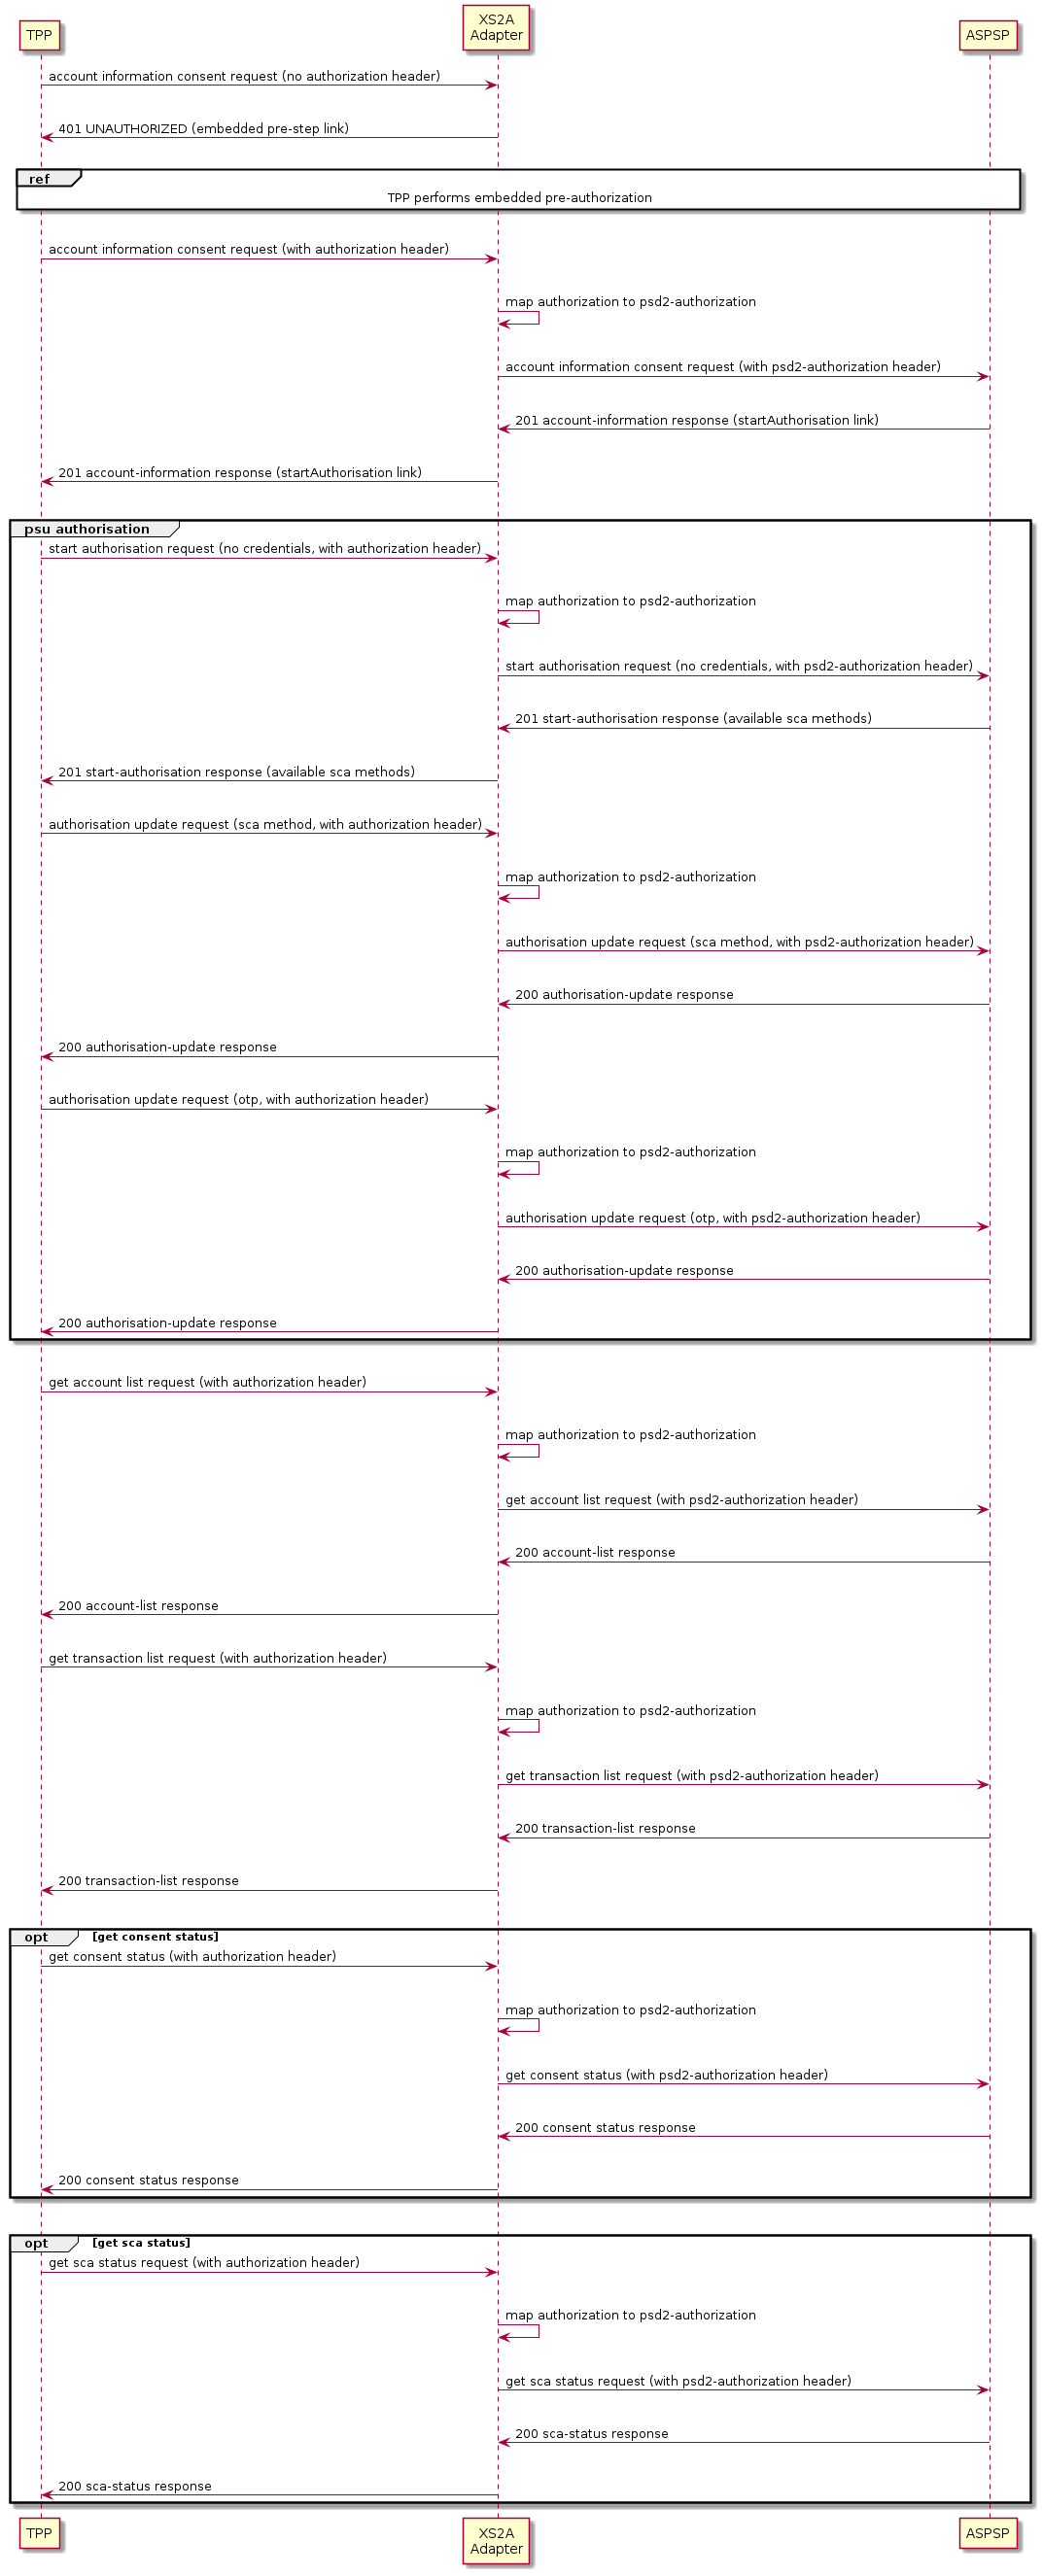 TPP
XS2A
Adapter
ASPSP
account information consent request (no authorization header)
401 UNAUTHORIZED (embedded pre-step link)
ref
TPP performs embedded pre-authorization
account information consent request (with authorization header)
map authorization to psd2-authorization
account information consent request (with psd2-authorization header)
201 account-information response (startAuthorisation link)
201 account-information response (startAuthorisation link)
psu authorisation
start authorisation request (no credentials, with authorization header)
map authorization to psd2-authorization
start authorisation request (no credentials, with psd2-authorization header)
201 start-authorisation response (available sca methods)
201 start-authorisation response (available sca methods)
authorisation update request (sca method, with authorization header)
map authorization to psd2-authorization
authorisation update request (sca method, with psd2-authorization header)
200 authorisation-update response
200 authorisation-update response
authorisation update request (otp, with authorization header)
map authorization to psd2-authorization
authorisation update request (otp, with psd2-authorization header)
200 authorisation-update response
200 authorisation-update response
get account list request (with authorization header)
map authorization to psd2-authorization
get account list request (with psd2-authorization header)
200 account-list response
200 account-list response
get transaction list request (with authorization header)
map authorization to psd2-authorization
get transaction list request (with psd2-authorization header)
200 transaction-list response
200 transaction-list response
opt [get consent status]
get consent status (with authorization header)
map authorization to psd2-authorization
get consent status (with psd2-authorization header)
200 consent status response
200 consent status response
opt [get sca status]
get sca status request (with authorization header)
map authorization to psd2-authorization
get sca status request (with psd2-authorization header)
200 sca-status response
200 sca-status response
TPP
XS2A
Adapter
ASPSP